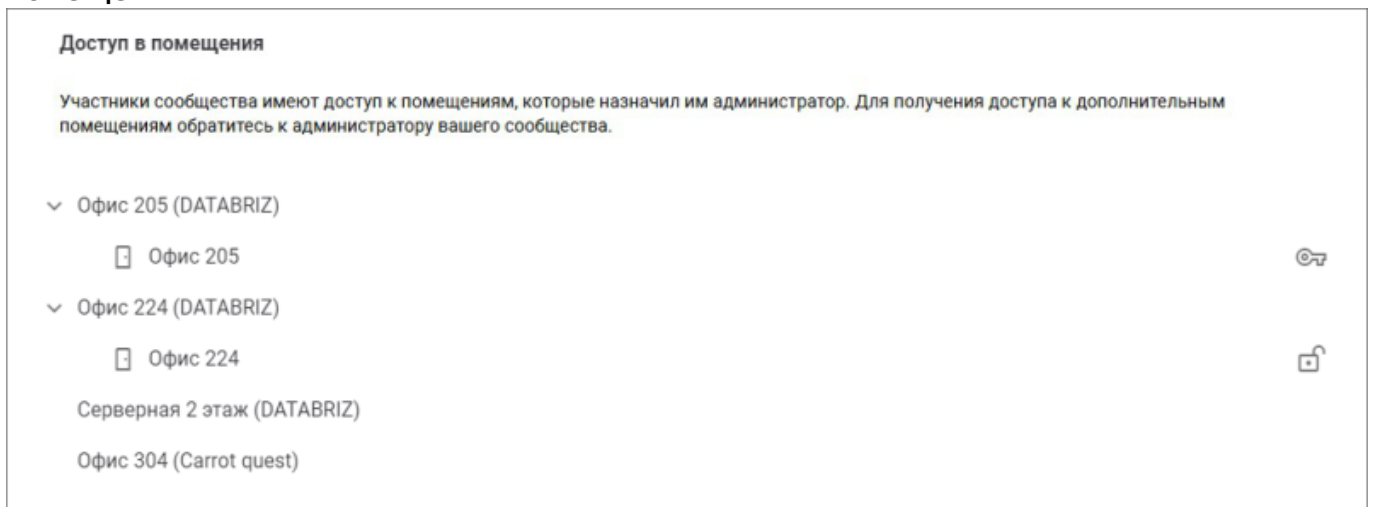 Доступ в помещения
Участники сообщества имеют доступ к помещениям, которые назначил им администратор. Для получения доступа к дополнительным
помещениям обратитесь к администратору вашего сообщества.
Офис 205 (DATABRIZ)
Офис 205
Офис 224 (DATABRIZ)
Офис 224
Серверная 2 этаж (DATABRIZ)
Офис 304 (Carrot quest)